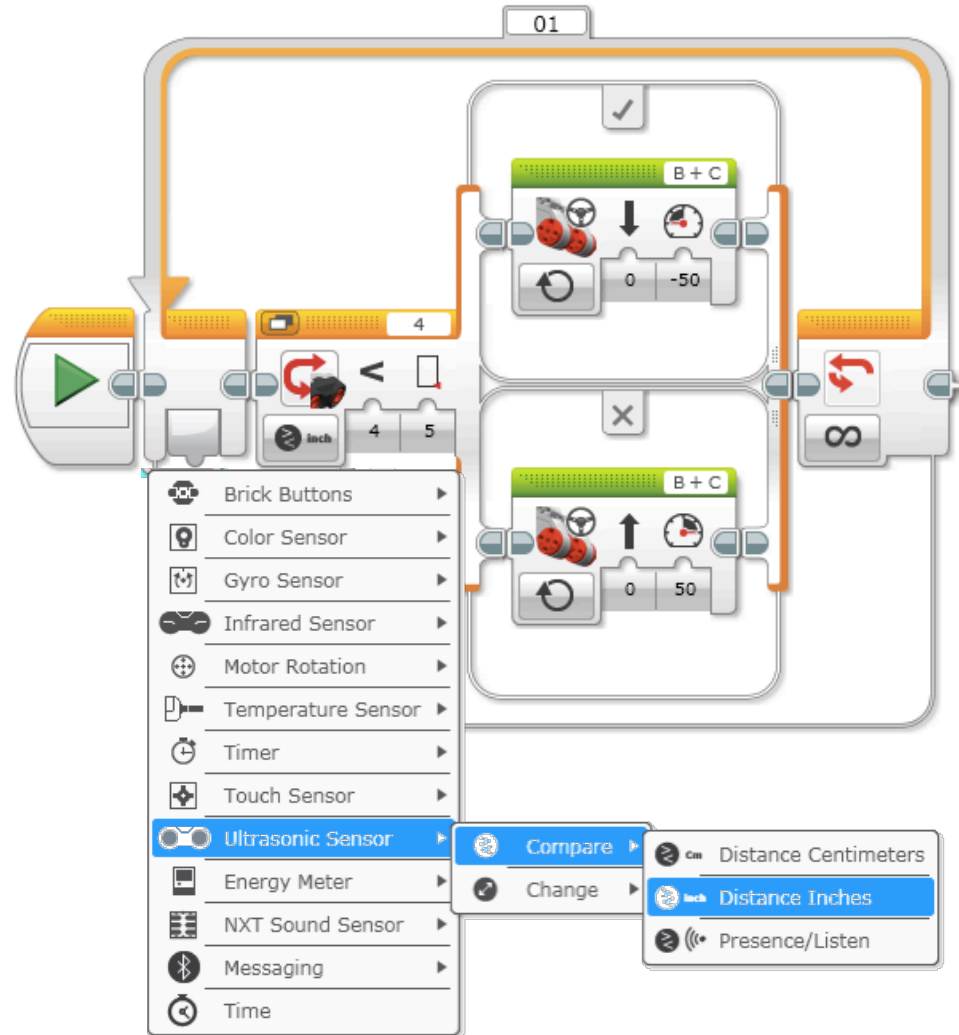 01
B + C
0 -50
4
<
inch 4 5
∞
B + C
0 50
Brick Buttons
Color Sensor
Gyro Sensor
Infrared Sensor
Motor Rotation
Temperature Sensor
Timer
Touch Sensor
Ultrasonic Sensor
Energy Meter
NXT Sound Sensor
Messaging
Time
Compare
Change
Cm Distance Centimeters
inch Distance Inches
Presence/Listen